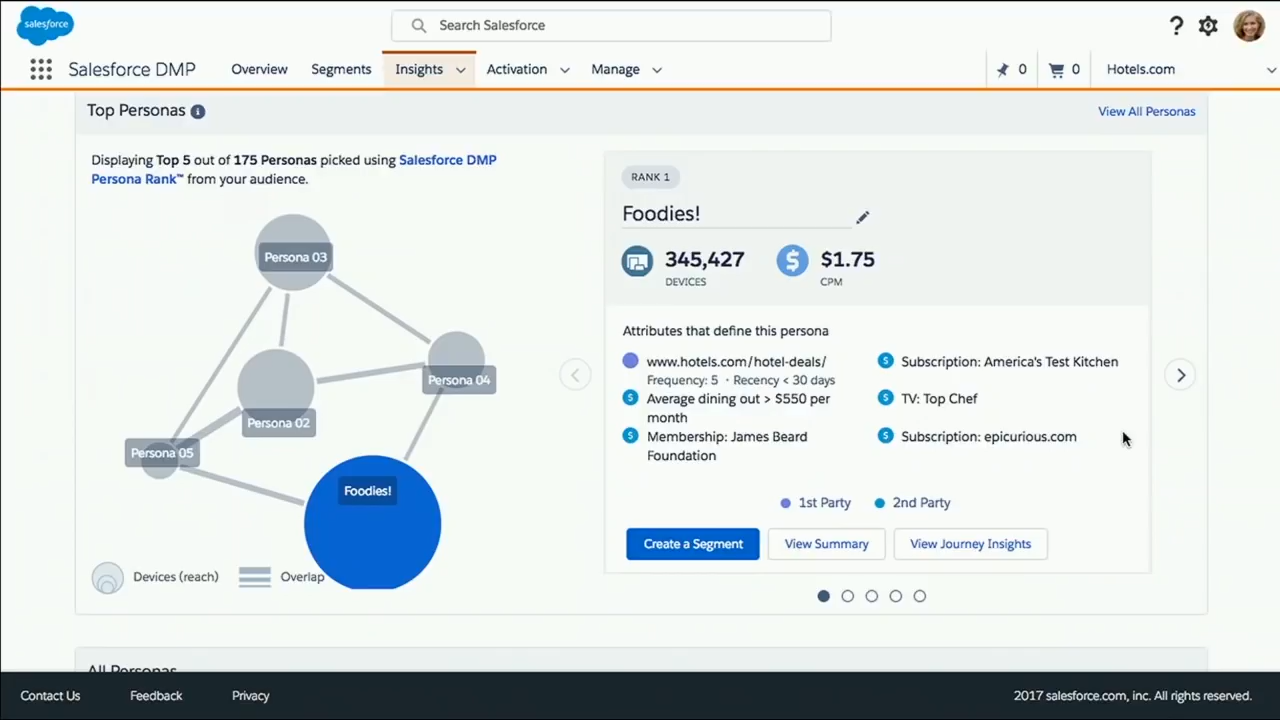 salesforce
Search Salesforce
?
Salesforce DMP
Overview
Segments
Insights
Activation
Manage
0
0
Hotels.com
Top Personas i
View All Personas
Displaying Top 5 out of 175 Personas picked using Salesforce DMP
Persona Rank™ from your audience.
Persona 03
Persona 04
Persona 02
Persona 05
Foodies!
Devices (reach)
Overlap
RANK 1
Foodies!
345,427
DEVICES
$
$1.75
CPM
Attributes that define this persona
www.hotels.com/hotel-deals/
Frequency: 5 · Recency < 30 days
$ Average dining out > $550 per
month
$ Membership: James Beard
Foundation
$ Subscription: America's Test Kitchen
$ TV: Top Chef
$ Subscription: epicurious.com
1st Party
2nd Party
Create a Segment
View Summary
View Journey Insights
All Personas
Contact Us
Feedback
Privacy
2017 salesforce.com, inc. All rights reserved.